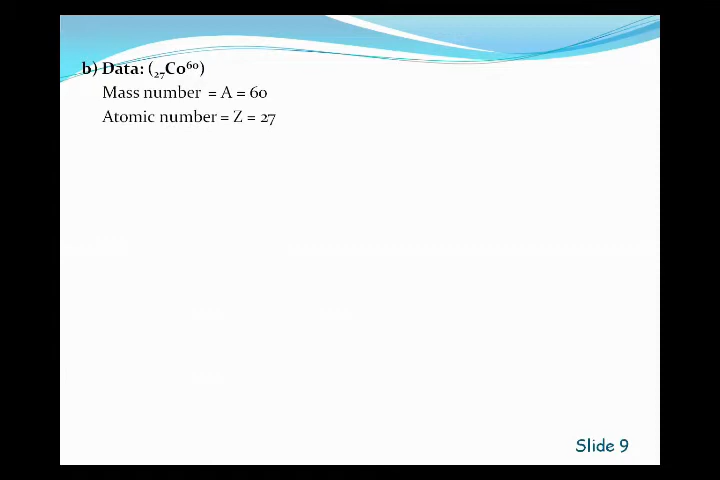 b) Data: (₂₇Co⁶⁰)
Mass number = A = 60
Atomic number = Z = 27
Slide 9